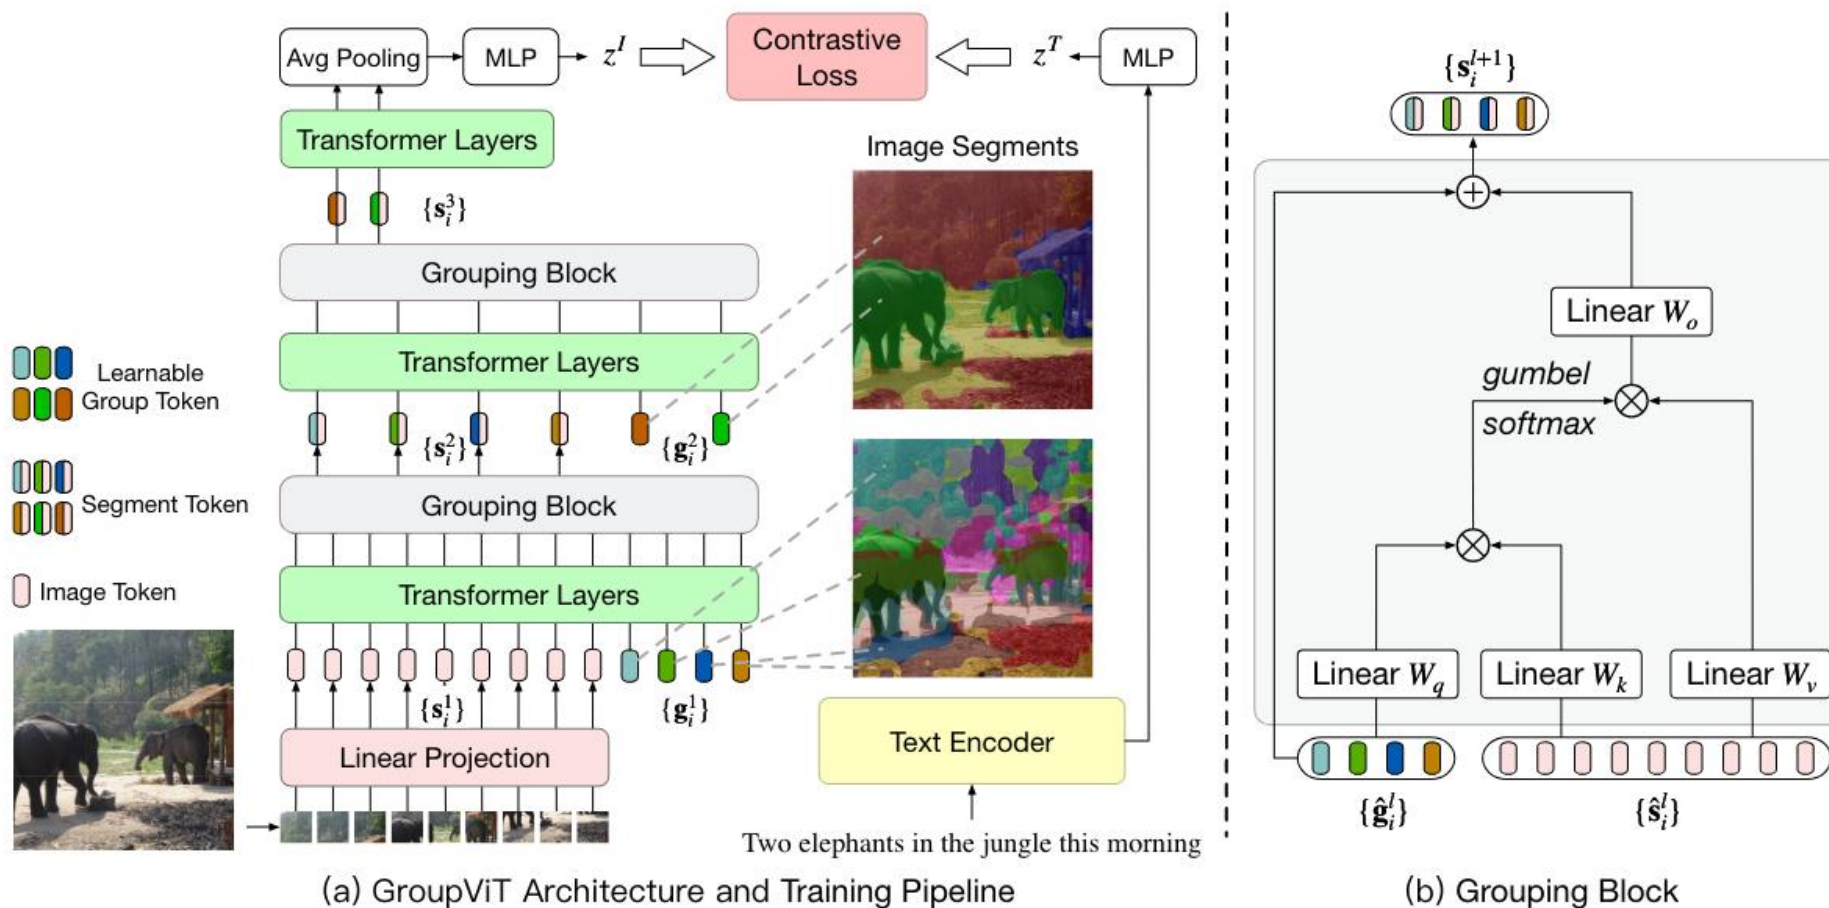 Avg Pooling
MLP
z^I
Contrastive
Loss
z^T
MLP
Transformer Layers
{s_i^3}
Image Segments
Grouping Block
Transformer Layers
Learnable
Group Token
{s_i^2}
{g_i^2}
Segment Token
Grouping Block
Image Token
Transformer Layers
{s_i^1}
{g_i^1}
Linear Projection
Text Encoder
Two elephants in the jungle this morning
(a) GroupViT Architecture and Training Pipeline
{s_i^{l+1}}
+
Linear W_o
gumbel
softmax
Linear W_q
Linear W_k
Linear W_v
{ĝ_i^l}
{ŝ_i^l}
(b) Grouping Block